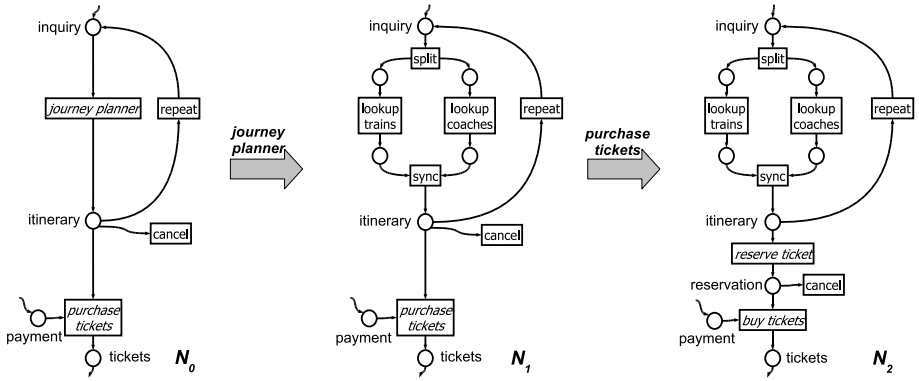 inquiry
journey planner
repeat
itinerary
cancel
purchase
tickets
payment
tickets
N0
journey
planner
inquiry
split
lookup
trains
lookup
coaches
repeat
sync
itinerary
cancel
purchase
tickets
payment
tickets
N1
purchase
tickets
inquiry
split
lookup
trains
lookup
coaches
repeat
sync
itinerary
reserve ticket
reservation
cancel
buy tickets
payment
tickets
N2